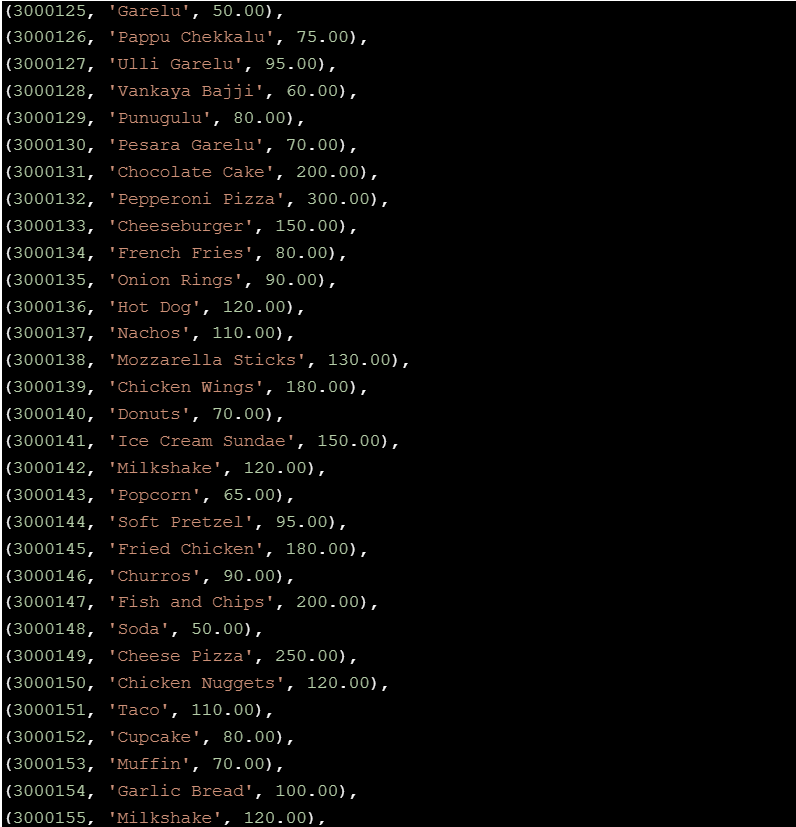 (3000125, 'Garelu', 50.00),
(3000126, 'Pappu Chekkalu', 75.00),
(3000127, 'Ulli Garelu', 95.00),
(3000128, 'Vankaya Bajji', 60.00),
(3000129, 'Punugulu', 80.00),
(3000130, 'Pesara Garelu', 70.00),
(3000131, 'Chocolate Cake', 200.00),
(3000132, 'Pepperoni Pizza', 300.00),
(3000133, 'Cheeseburger', 150.00),
(3000134, 'French Fries', 80.00),
(3000135, 'Onion Rings', 90.00),
(3000136, 'Hot Dog', 120.00),
(3000137, 'Nachos', 110.00),
(3000138, 'Mozzarella Sticks', 130.00),
(3000139, 'Chicken Wings', 180.00),
(3000140, 'Donuts', 70.00),
(3000141, 'Ice Cream Sundae', 150.00),
(3000142, 'Milkshake', 120.00),
(3000143, 'Popcorn', 65.00),
(3000144, 'Soft Pretzel', 95.00),
(3000145, 'Fried Chicken', 180.00),
(3000146, 'Churros', 90.00),
(3000147, 'Fish and Chips', 200.00),
(3000148, 'Soda', 50.00),
(3000149, 'Cheese Pizza', 250.00),
(3000150, 'Chicken Nuggets', 120.00),
(3000151, 'Taco', 110.00),
(3000152, 'Cupcake', 80.00),
(3000153, 'Muffin', 70.00),
(3000154, 'Garlic Bread', 100.00),
(3000155, 'Milkshake', 120.00),